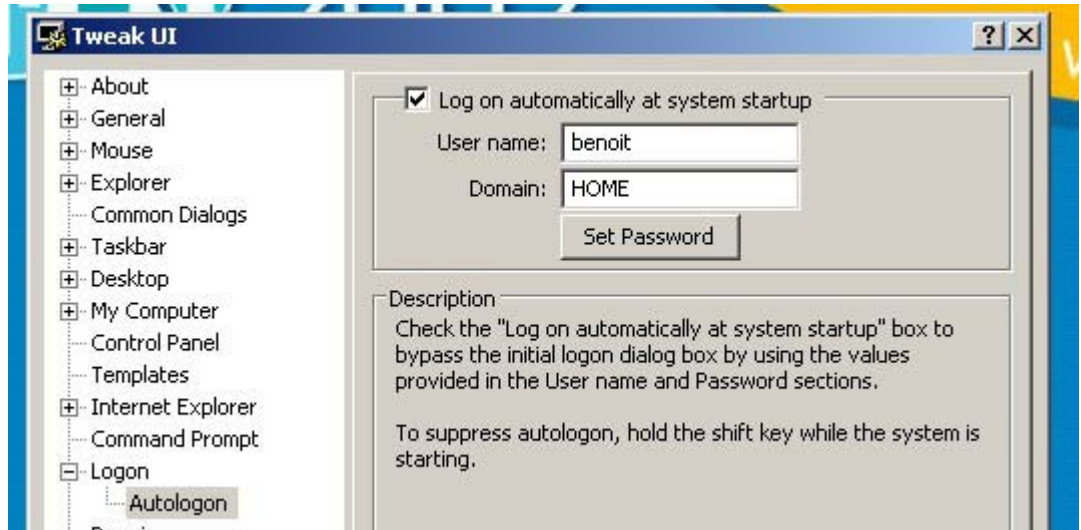 Tweak UI
About
General
Mouse
Explorer
Common Dialogs
Taskbar
Desktop
My Computer
Control Panel
Templates
Internet Explorer
Command Prompt
Logon
Autologon
Log on automatically at system startup
User name: benoit
Domain: HOME
Set Password
Description
Check the "Log on automatically at system startup" box to
bypass the initial logon dialog box by using the values
provided in the User name and Password sections.
To suppress autologon, hold the shift key while the system is
starting.